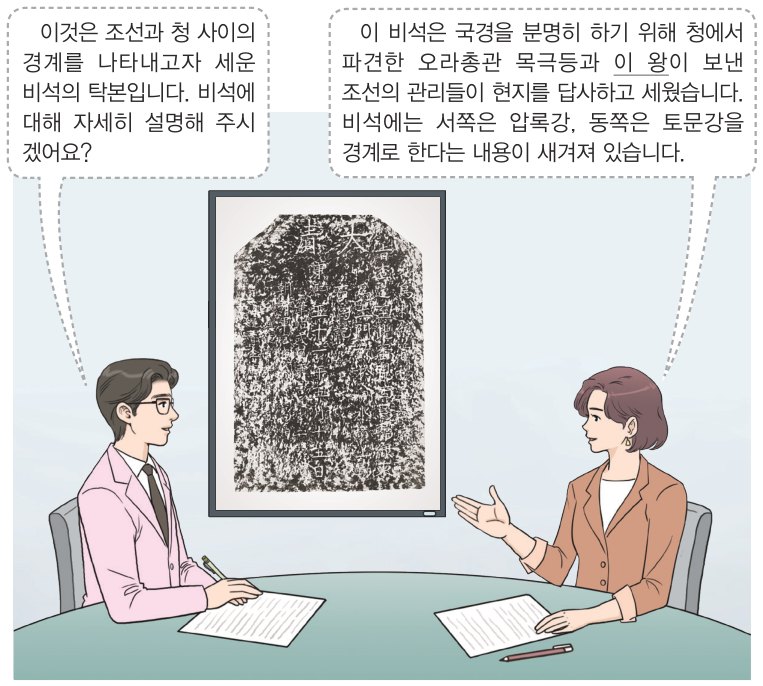 이것은 조선과 청 사이의
경계를 나타내고자 세운
비석의 탁본입니다. 비석에
대해 자세히 설명해 주시
겠어요?
이 비석은 국경을 분명히 하기 위해 청에서
파견한 오라총관 목극등과 이 왕이 보낸
조선의 관리들이 현지를 답사하고 세웠습니다.
비석에는 서쪽은 압록강, 동쪽은 토문강을
경계로 한다는 내용이 새겨져 있습니다.